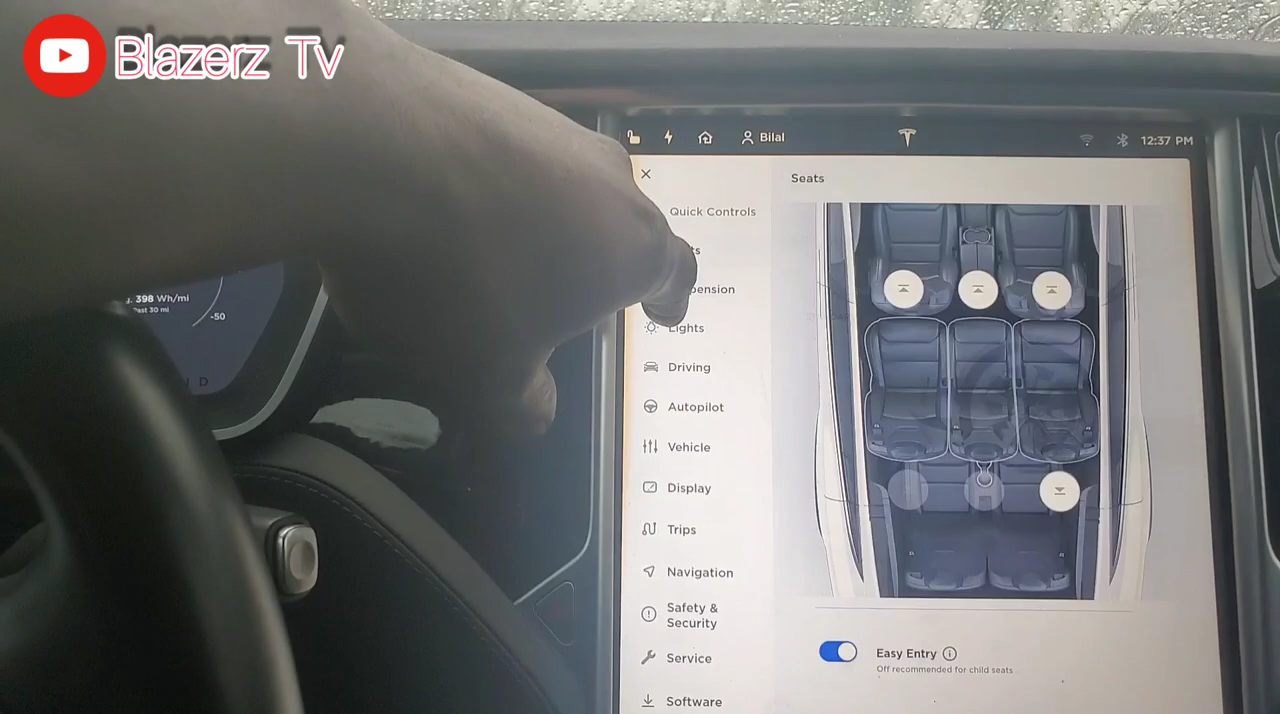 Blazerz Tv
Bilal
12:37 PM
Seats
Quick Controls
Lights
Driving
Autopilot
Vehicle
Display
Trips
Navigation
Safety &
Security
Service
Software
398 Wh/mi
30 mi
-50
D
Easy Entry
Off recommended for child seats